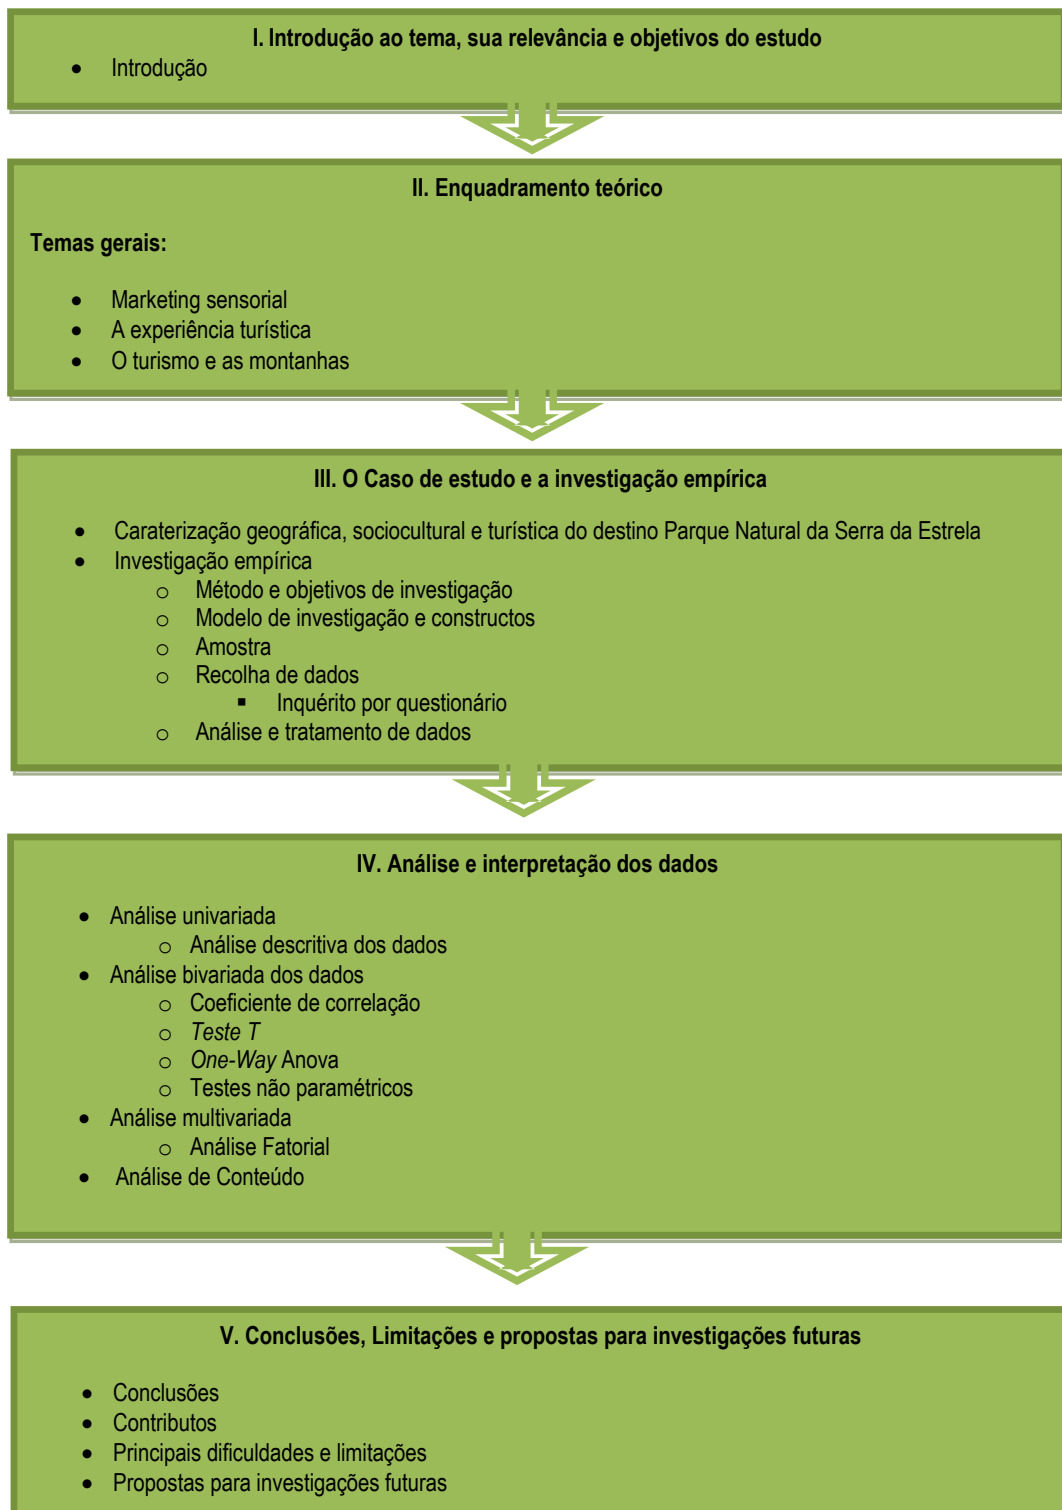 I. Introdução ao tema, sua relevância e objetivos do estudo
• Introdução
II. Enquadramento teórico
Temas gerais:
• Marketing sensorial
• A experiência turística
• O turismo e as montanhas
III. O Caso de estudo e a investigação empírica
• Caraterização geográfica, sociocultural e turística do destino Parque Natural da Serra da Estrela
• Investigação empírica
o Método e objetivos de investigação
o Modelo de investigação e constructos
o Amostra
o Recolha de dados
▪ Inquérito por questionário
o Análise e tratamento de dados
IV. Análise e interpretação dos dados
• Análise univariada
o Análise descritiva dos dados
• Análise bivariada dos dados
o Coeficiente de correlação
o Teste T
o One-Way Anova
o Testes não paramétricos
• Análise multivariada
o Análise Fatorial
• Análise de Conteúdo
V. Conclusões, Limitações e propostas para investigações futuras
• Conclusões
• Contributos
• Principais dificuldades e limitações
• Propostas para investigações futuras